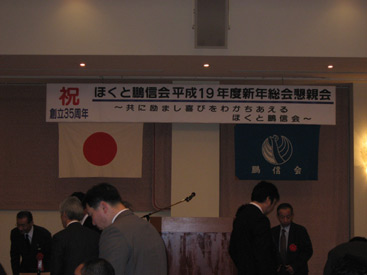 祝
創立35周年
ほくと鵬信会平成19年度新年総会懇親会
～共に励まし喜びをわかちあえる
ほくと鵬信会～
鵬信会